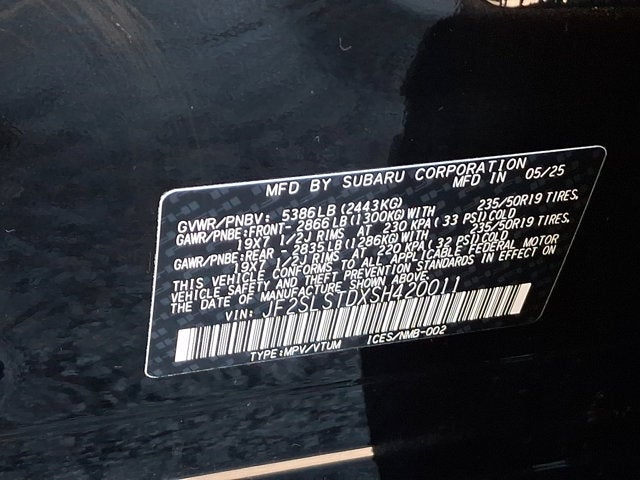 MFD BY SUBARU CORPORATION
MFD IN 05/25
GVWR/PNBV: 5386LB(2443KG)
GAWR/PNBE:FRONT- 2866LB(1300KG)WITH 235/50R19 TIRES,
19X7 1/2J RIMS AT 230 KPA( 33 PSI)COLD
GAWR/PNBE:REAR - 2835LB(1286KG)WITH 235/50R19 TIRES,
19X7 1/2J RIMS AT 220 KPA( 32 PSI)COLD
THIS VEHICLE CONFORMS TO ALL APPLICABLE FEDERAL MOTOR
VEHICLE SAFETY AND THEFT PREVENTION STANDARDS IN EFFECT ON
THE DATE OF MANUFACTURE SHOWN ABOVE.
VIN: JF2SLSTDXSH420011
TYPE:MPV/VTUM ICES/NMB-002